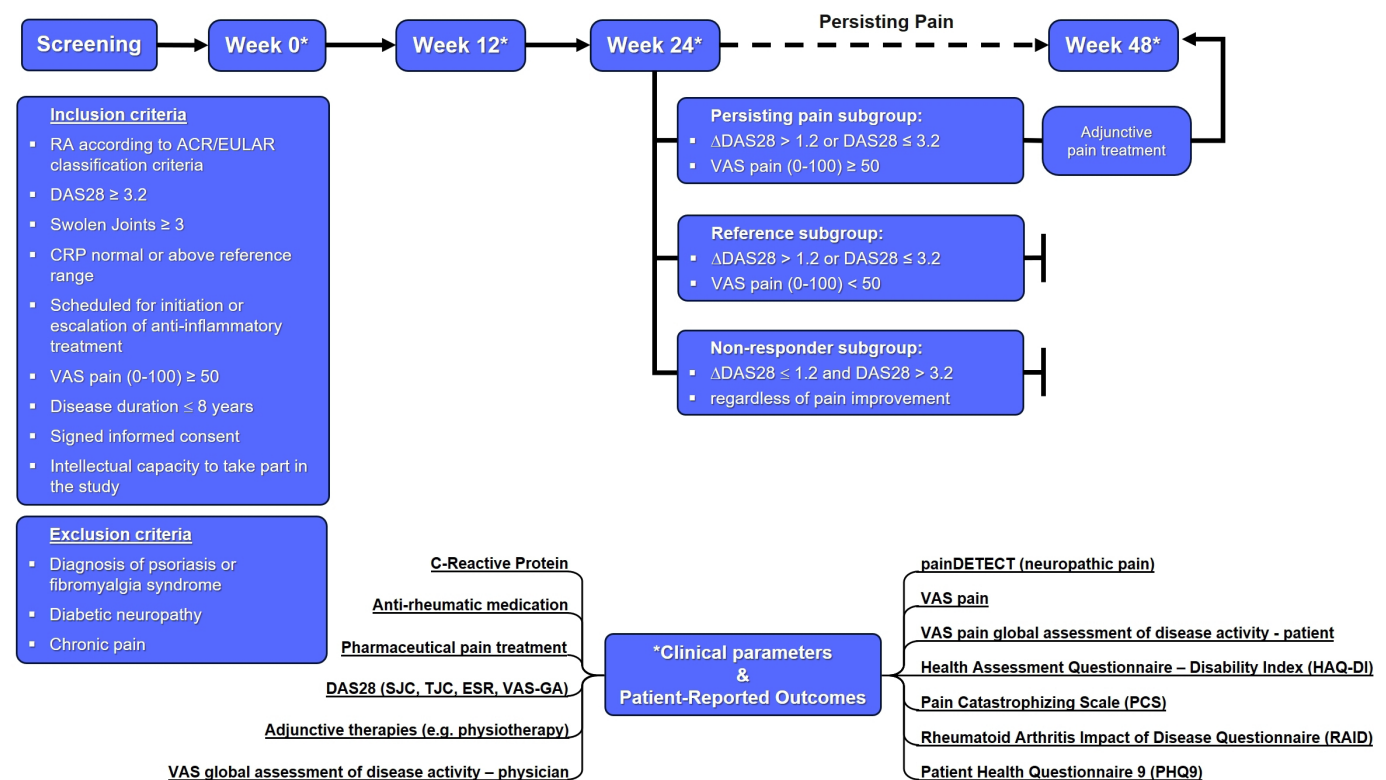 Screening
Week 0*
Week 12*
Week 24*
Persisting Pain
Week 48*
Inclusion criteria
▪ RA according to ACR/EULAR
classification criteria
▪ DAS28 ≥ 3.2
▪ Swolen Joints ≥ 3
▪ CRP normal or above reference
range
▪ Scheduled for initiation or
escalation of anti-inflammatory
treatment
▪ VAS pain (0-100) ≥ 50
▪ Disease duration ≤ 8 years
▪ Signed informed consent
▪ Intellectual capacity to take part in
the study
Exclusion criteria
▪ Diagnosis of psoriasis or
fibromyalgia syndrome
▪ Diabetic neuropathy
▪ Chronic pain
Persisting pain subgroup:
▪ ΔDAS28 > 1.2 or DAS28 ≤ 3.2
▪ VAS pain (0-100) ≥ 50
Adjunctive
pain treatment
Reference subgroup:
▪ ΔDAS28 > 1.2 or DAS28 ≤ 3.2
▪ VAS pain (0-100) < 50
Non-responder subgroup:
▪ ΔDAS28 ≤ 1.2 and DAS28 > 3.2
▪ regardless of pain improvement
C-Reactive Protein
Anti-rheumatic medication
Pharmaceutical pain treatment
DAS28 (SJC, TJC, ESR, VAS-GA)
Adjunctive therapies (e.g. physiotherapy)
VAS global assessment of disease activity – physician
*Clinical parameters
&
Patient-Reported Outcomes
painDETECT (neuropathic pain)
VAS pain
VAS pain global assessment of disease activity - patient
Health Assessment Questionnaire – Disability Index (HAQ-DI)
Pain Catastrophizing Scale (PCS)
Rheumatoid Arthritis Impact of Disease Questionnaire (RAID)
Patient Health Questionnaire 9 (PHQ9)